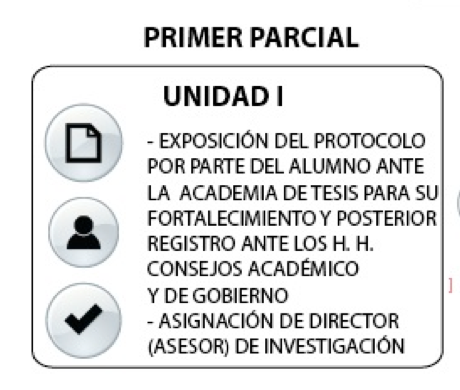 PRIMER PARCIAL
UNIDAD I
- EXPOSICIÓN DEL PROTOCOLO
POR PARTE DEL ALUMNO ANTE
LA ACADEMIA DE TESIS PARA SU
FORTALECIMIENTO Y POSTERIOR
REGISTRO ANTE LOS H. H.
CONSEJOS ACADÉMICO
Y DE GOBIERNO
- ASIGNACIÓN DE DIRECTOR
(ASESOR) DE INVESTIGACIÓN
]